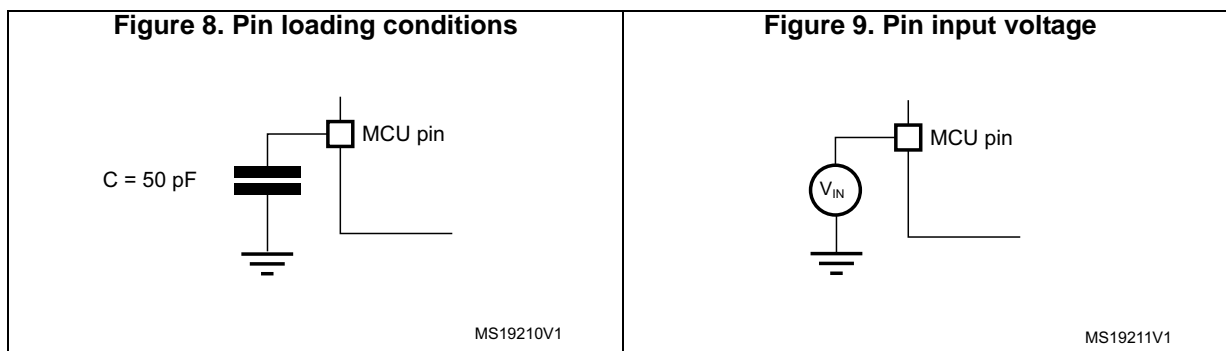 Figure 8. Pin loading conditions
MCU pin
C = 50 pF
MS19210V1
Figure 9. Pin input voltage
MCU pin
VIN
MS19211V1